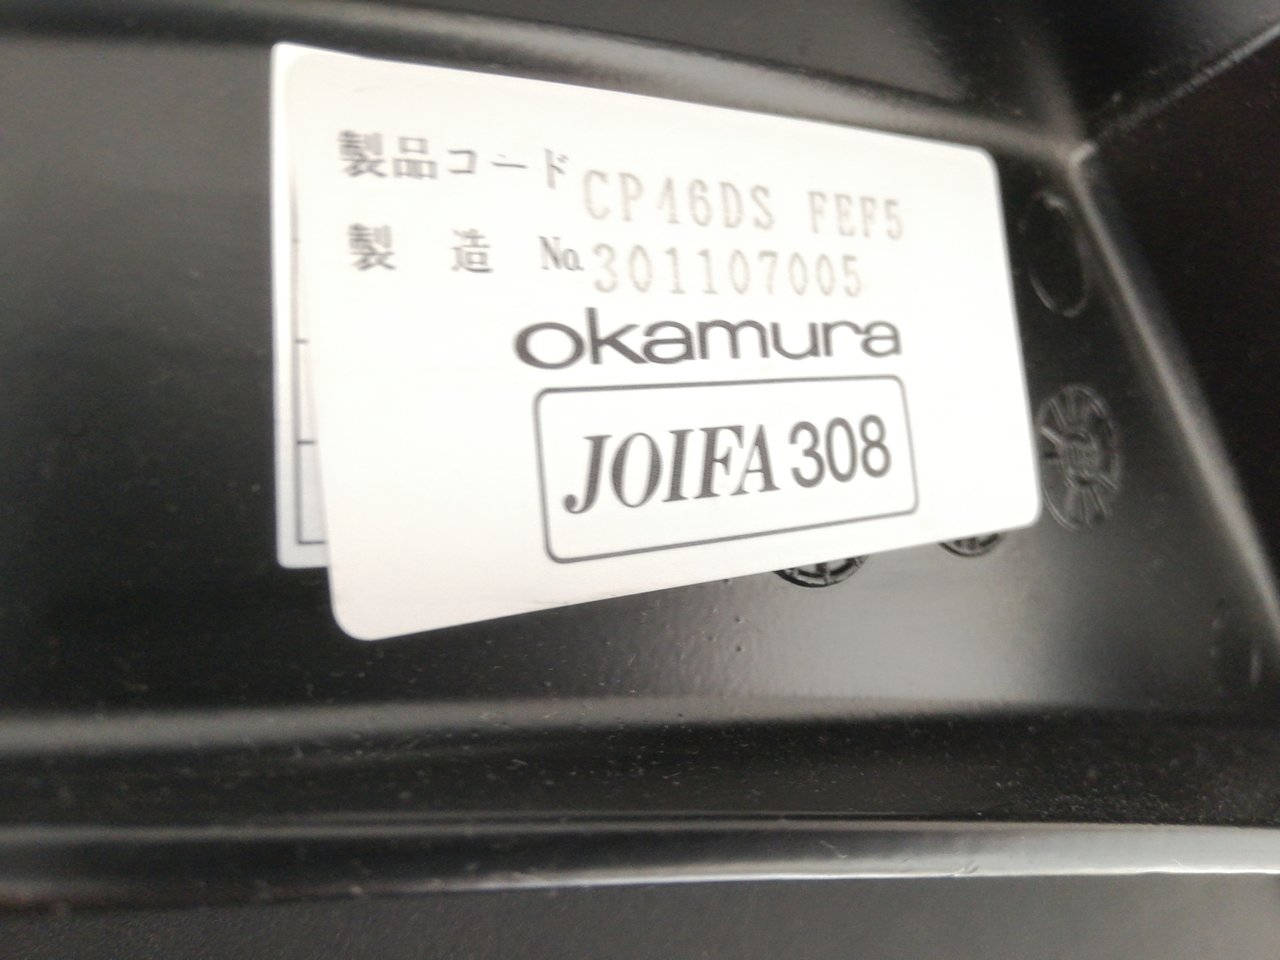 製品コード CP46DS FEF5
製 造 No. 301107005
okamura
JOIFA 308